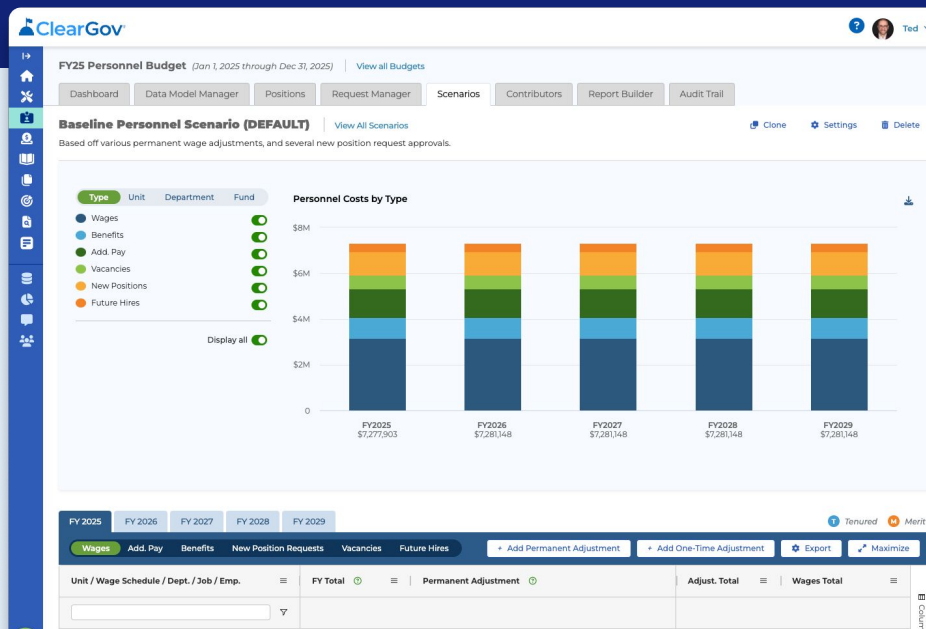 ClearGov
? Ted
FY25 Personnel Budget (Jan 1, 2025 through Dec 31, 2025) View all Budgets
Dashboard Data Model Manager Positions Request Manager Scenarios Contributors Report Builder Audit Trail
Baseline Personnel Scenario (DEFAULT) View All Scenarios Clone Settings Delete
Based off various permanent wage adjustments, and several new position request approvals.
Type Unit Department Fund
Personnel Costs by Type
Wages
Benefits
Add. Pay
Vacancies
New Positions
Future Hires
Display all
$8M
$6M
$4M
$2M
0
FY2025 FY2026 FY2027 FY2028 FY2029
$7,277,903 $7,281,148 $7,281,148 $7,281,148 $7,281,148
FY 2025 FY 2026 FY 2027 FY 2028 FY 2029 T Tenured M Merit
Wages Add. Pay Benefits New Position Requests Vacancies Future Hires + Add Permanent Adjustment + Add One-Time Adjustment Export Maximize
Unit / Wage Schedule / Dept. / Job / Emp. FY Total ? Permanent Adjustment ? Adjust. Total Wages Total